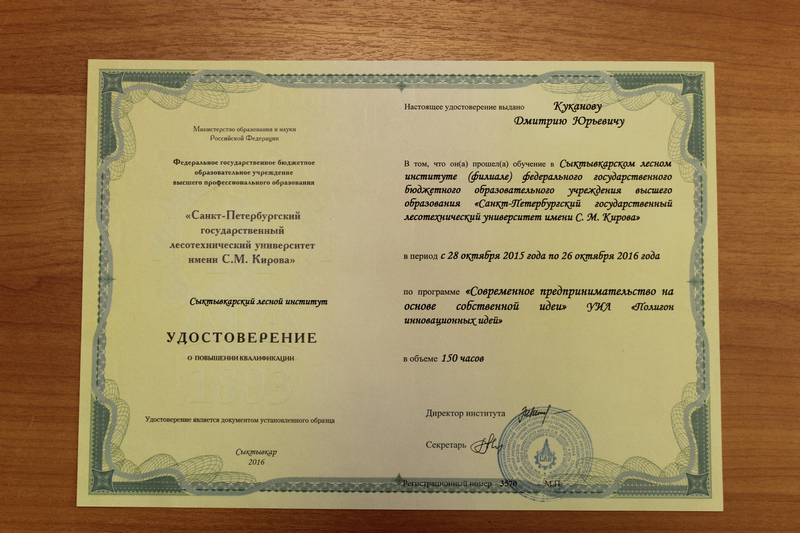 Министерство образования и науки
Российской Федерации
Федеральное государственное бюджетное
образовательное учреждение
высшего профессионального образования
«Санкт-Петербургский
государственный
лесотехнический университет
имени С.М. Кирова»
Сыктывкарский лесной институт
УДОСТОВЕРЕНИЕ
О ПОВЫШЕНИИ КВАЛИФИКАЦИИ
Удостоверение является документом установленного образца
Сыктывкар
2016
Настоящее удостоверение выдано Куканову
Дмитрию Юрьевичу
В том, что он(а) прошел(а) обучение в Сыктывкарском лесном
институте (филиале) федерального государственного
бюджетного образовательного учреждения высшего
образования «Санкт-Петербургский государственный
лесотехнический университет имени С. М. Кирова»
в период с 28 октября 2015 года по 26 октября 2016 года
по программе «Современное предпринимательство на
основе собственной идеи» УИЛ «Полигон
инновационных идей»
в объеме 150 часов
Директор института
Секретарь
Регистрационный номер 3570 М.П.